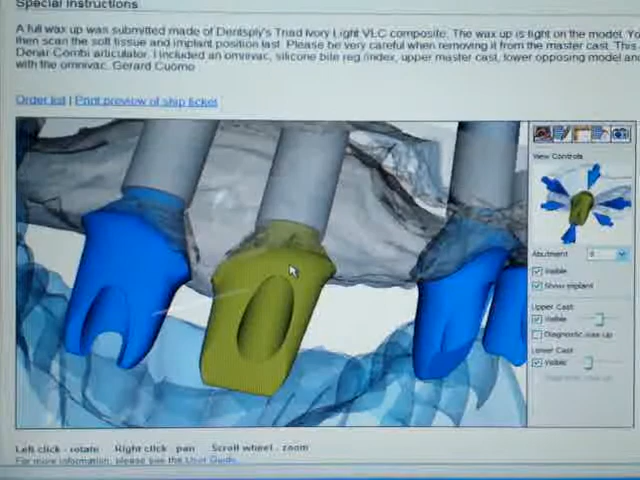 Special Instructions
A full wax up was submitted made of Dentsply's Triad Ivory Light VLC composite. The wax up is tight on the model. Yo
then scan the soft tissue and implant position last. Please be very careful when removing it from the master cast. This
Denar Combi articulator. I included an omnivac, silicone bite reg./index, upper master cast, lower opposing model and
with the omnivac. Gerard Cuomo
Order list | Print preview of ship ticket
View Controls
Abutment
Visible
Show implant
Upper Cast
Visible
Diagnostic wax up
Lower Cast
Visible
Left click - rotate Right click - pan Scroll wheel - zoom
For more information, please see the User Guide.